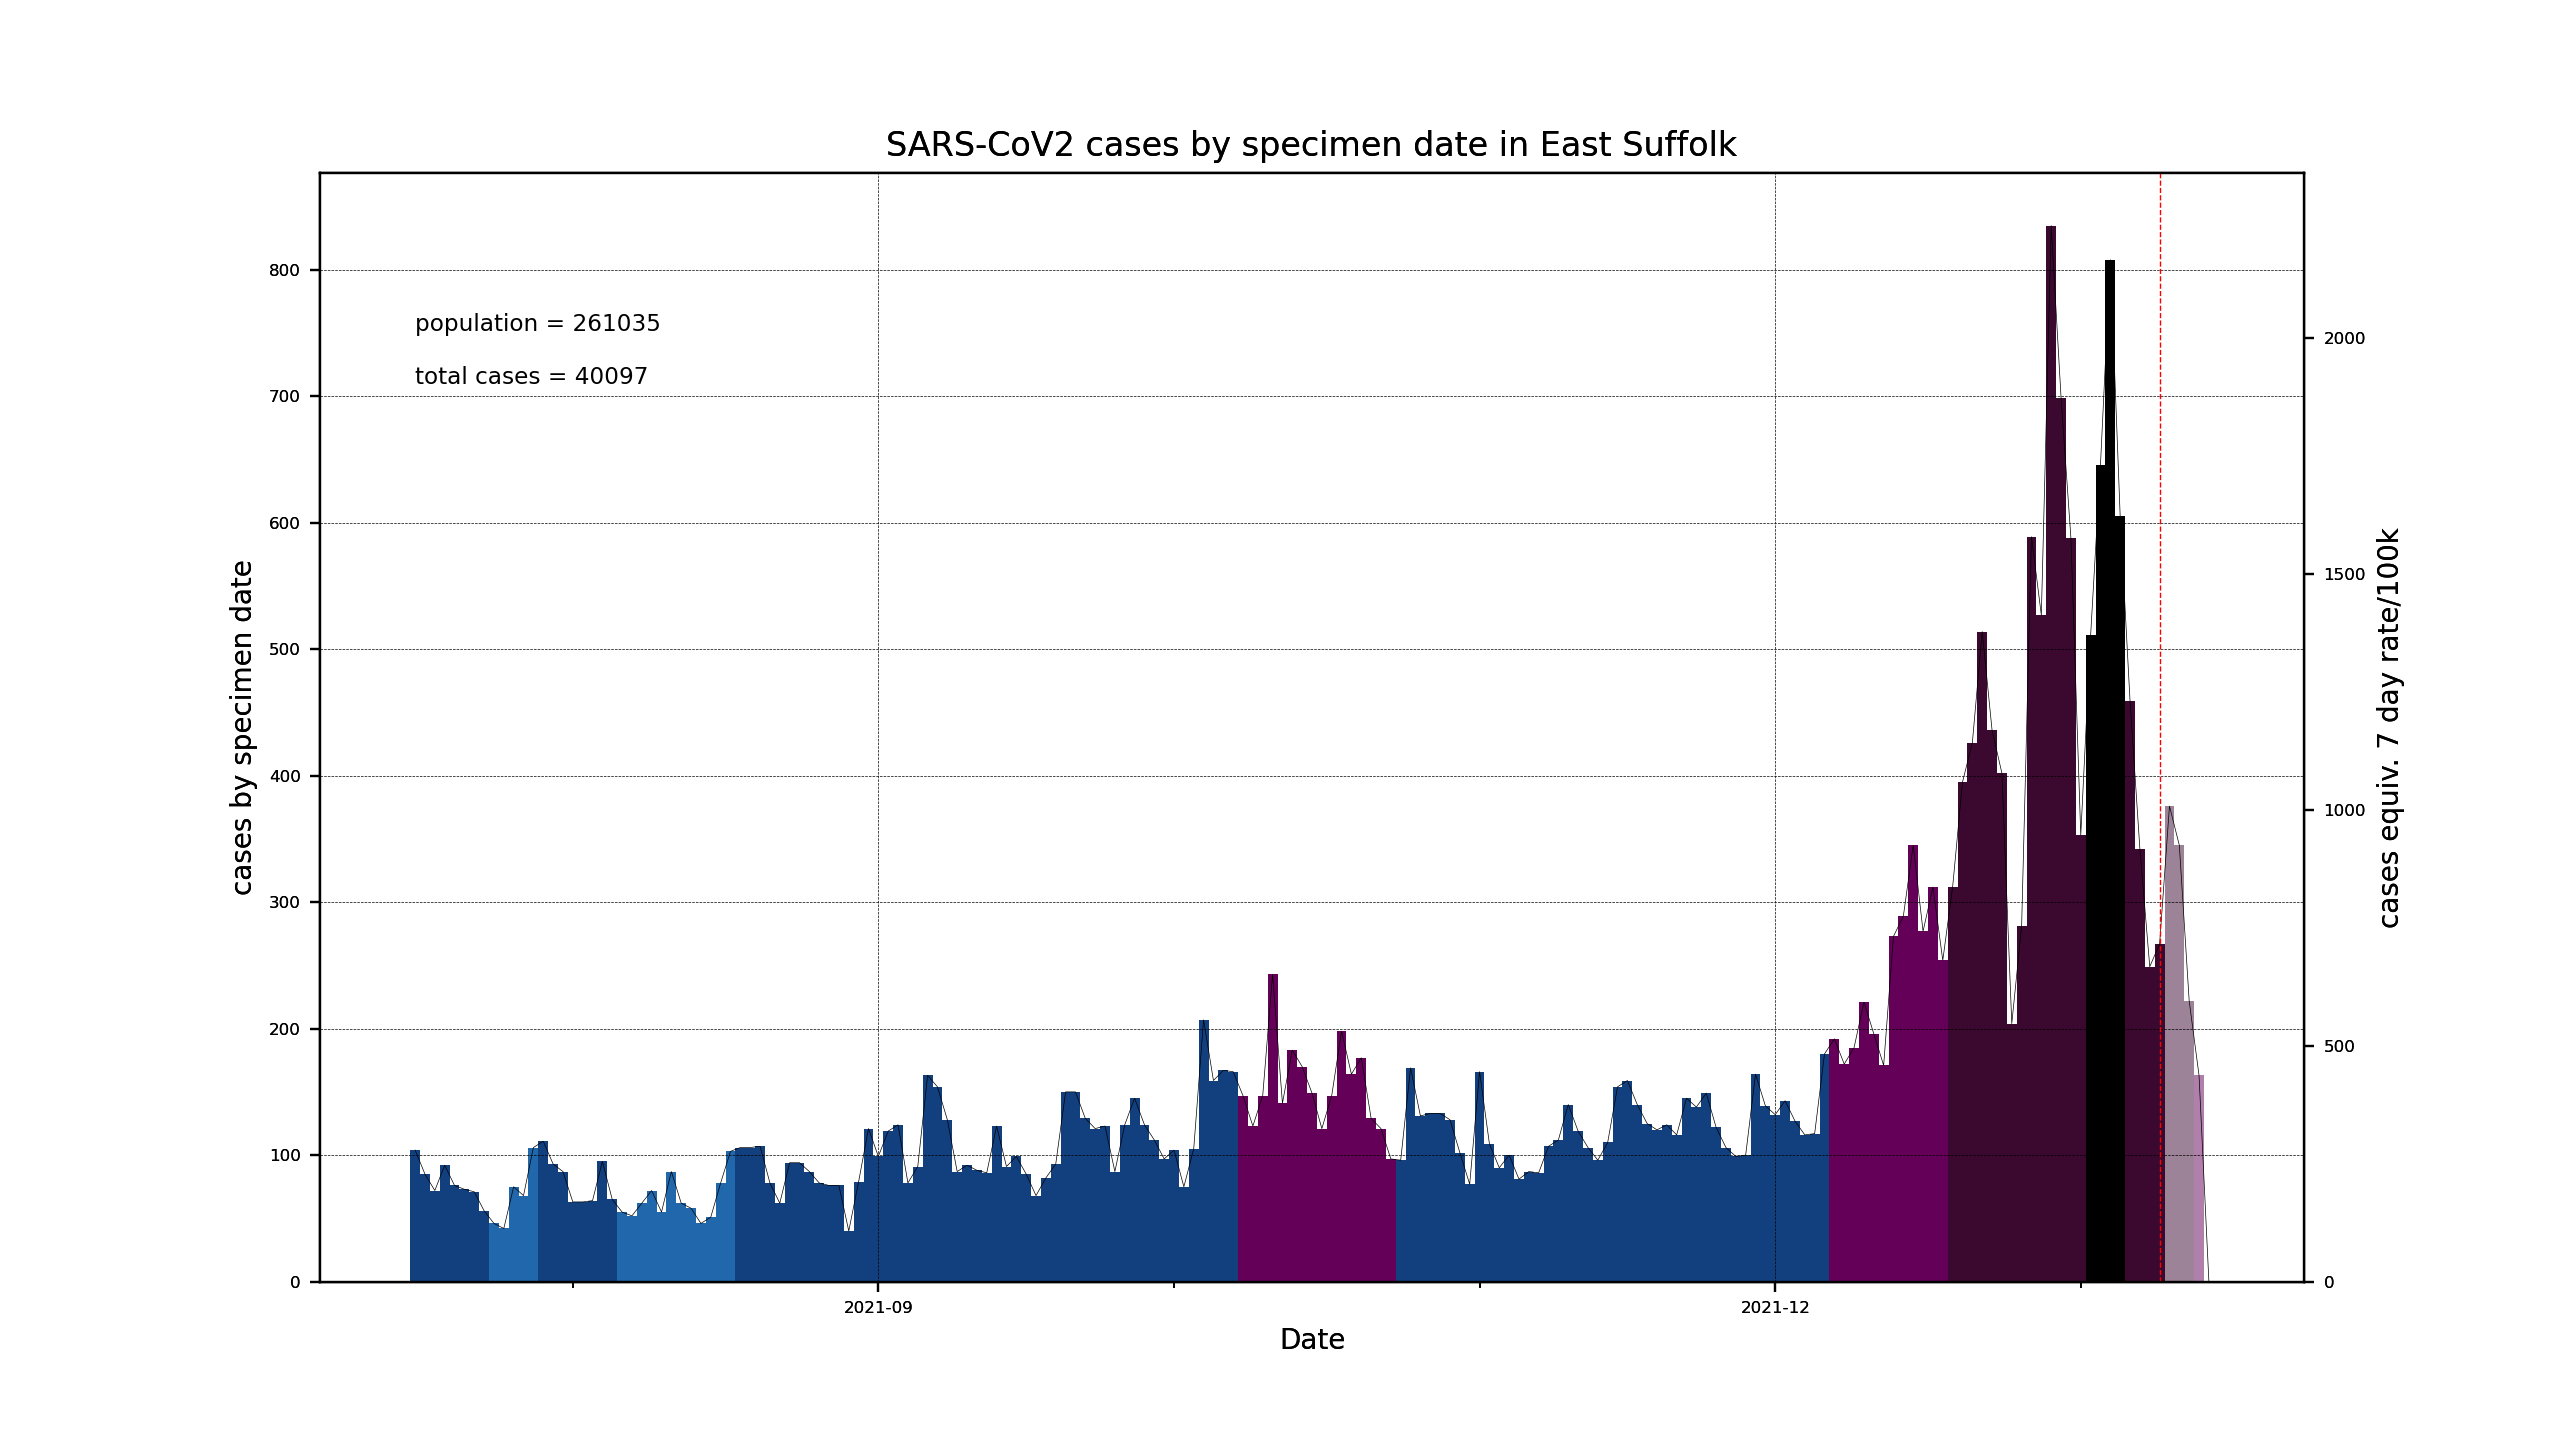 SARS-CoV2 cases by specimen date in East Suffolk
population = 261035
total cases = 40097
cases by specimen date
800
700
600
500
400
300
200
100
0
cases equiv. 7 day rate/100k
2000
1500
1000
500
0
2021-09
2021-12
Date